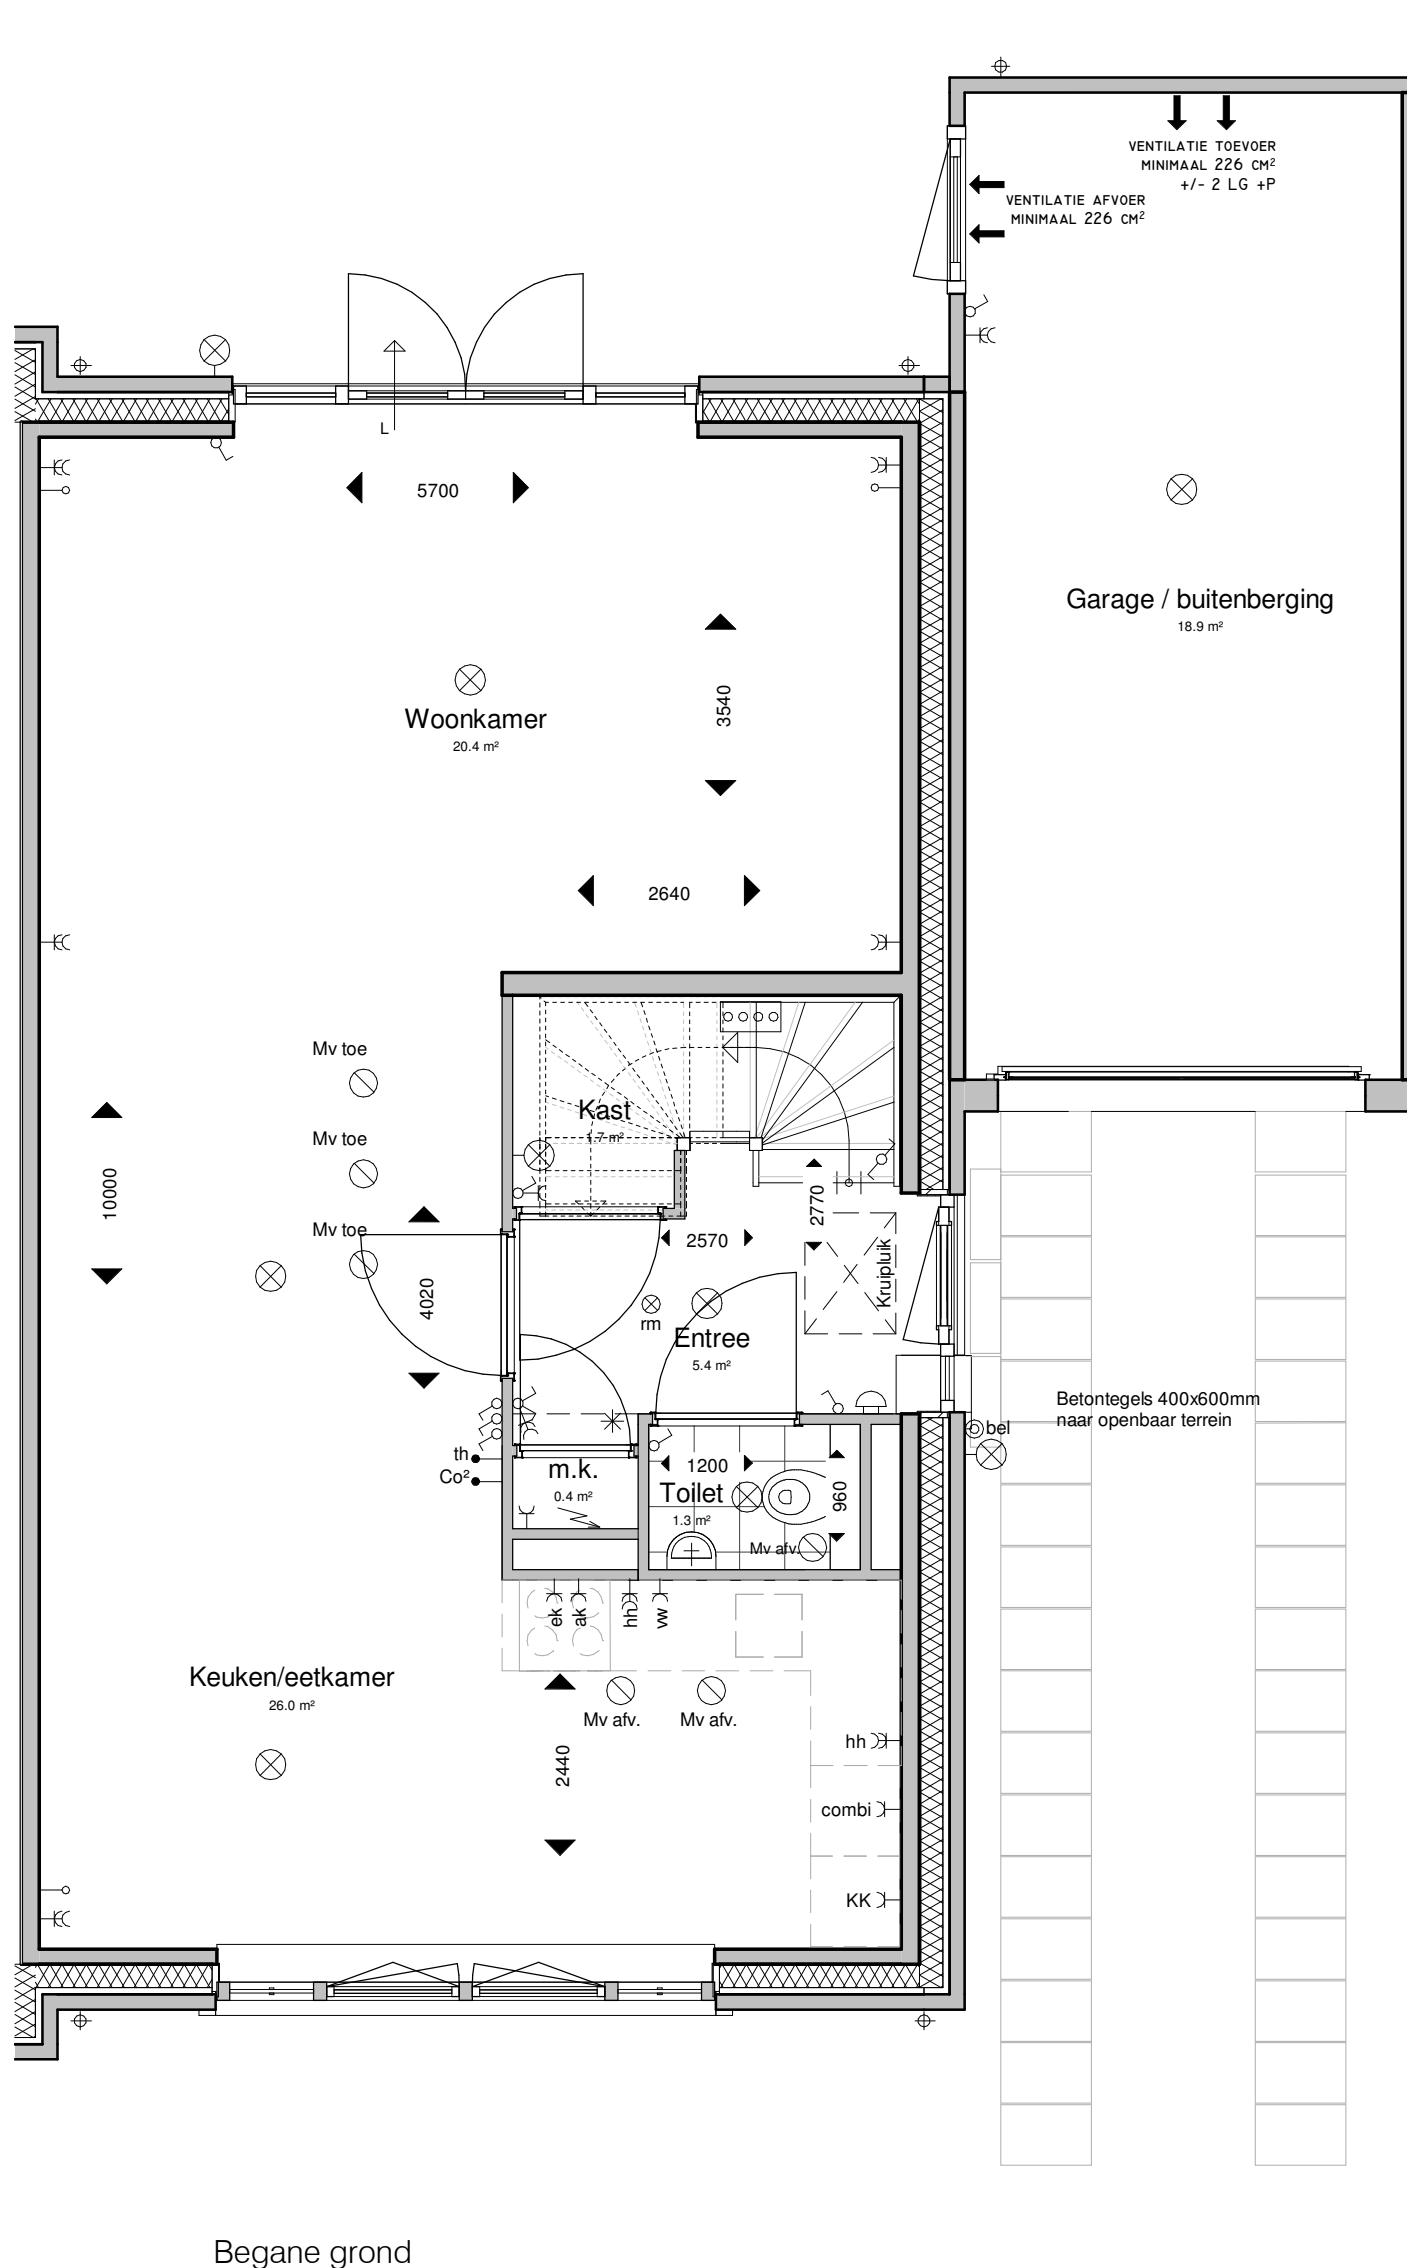 VENTILATIE TOEVOER
MINIMAAL 226 CM²
+/- 2 LG +P
VENTILATIE AFVOER
MINIMAAL 226 CM²
L
5700
Garage / buitenberging
18.9 m²
3540
Woonkamer
20.4 m²
2640
Mv toe
Kast
1.7 m²
Mv toe
10000
Mv toe
4020
2770
2570
Kruipluik
rm
Entree
5.4 m²
Betontegels 400x600mm
naar openbaar terrein
bel
th
Co²
m.k.
0.4 m²
1200
Toilet
1.3 m²
960
Mv afv.
ek
ak
hh
vw
Keuken/eetkamer
26.0 m²
Mv afv.
Mv afv.
2440
hh
combi
KK
Begane grond